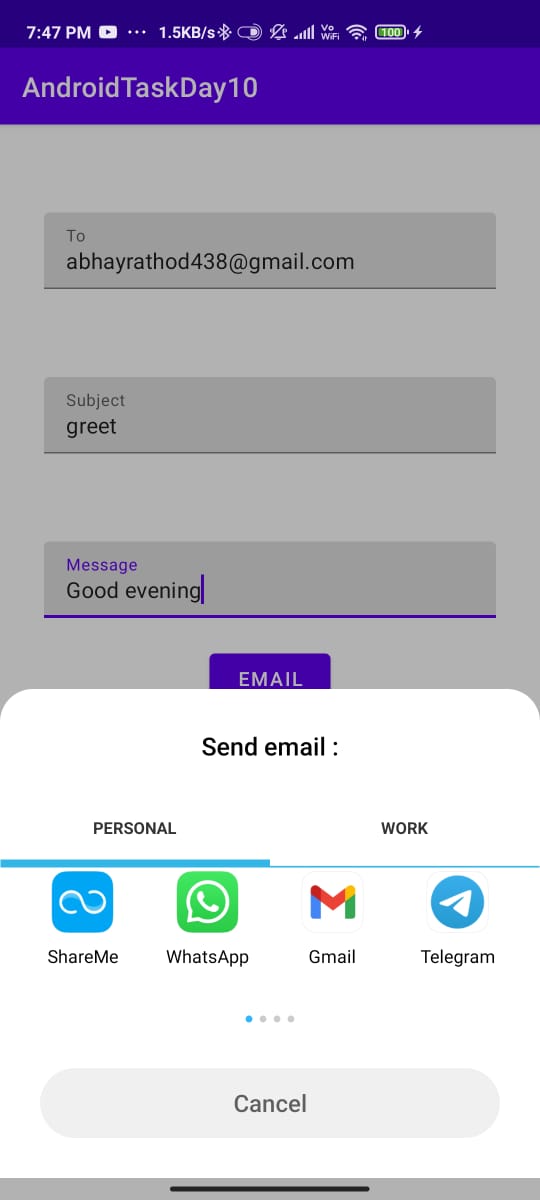 7:47 PM ··· 1.5KB/s Vo WiFi 100
AndroidTaskDay10
To
abhayrathod438@gmail.com
Subject
greet
Message
Good evening
EMAIL
Send email :
PERSONAL WORK
ShareMe WhatsApp Gmail Telegram
Cancel